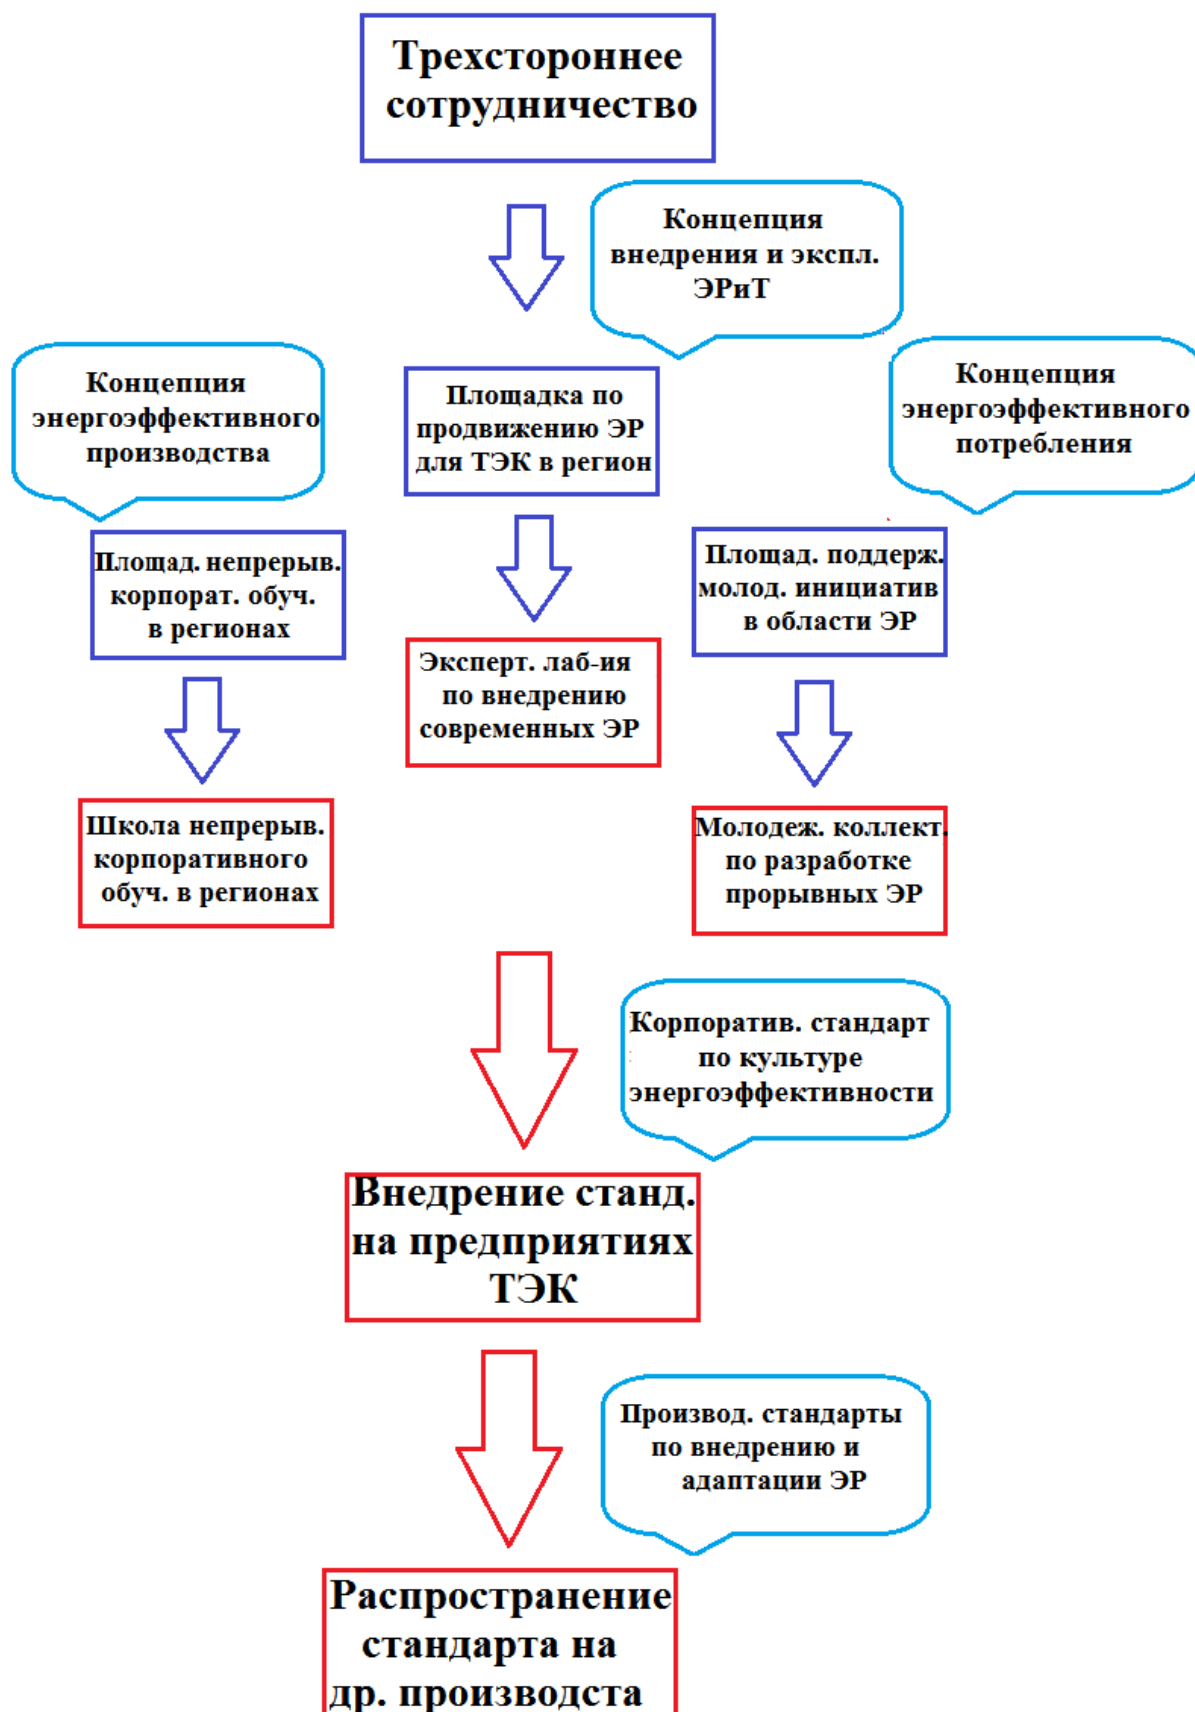 Трехстороннее
сотрудничество
Концепция
внедрения и экспл.
ЭРиТ
Концепция
энергоэффективного
производства
Площадка по
продвижению ЭР
для ТЭК в регион
Концепция
энергоэффективного
потребления
Площад. непрерыв.
корпорат. обуч.
в регионах
Площад. поддерж.
молод. инициатив
в области ЭР
Эксперт. лаб-ия
по внедрению
современных ЭР
Школа непрерыв.
корпоративного
обуч. в регионах
Молодеж. коллект.
по разработке
прорывных ЭР
Корпоратив. стандарт
по культуре
энергоэффективности
Внедрение станд.
на предприятиях
ТЭК
Производ. стандарты
по внедрению и
адаптации ЭР
Распространение
стандарта на
др. производста